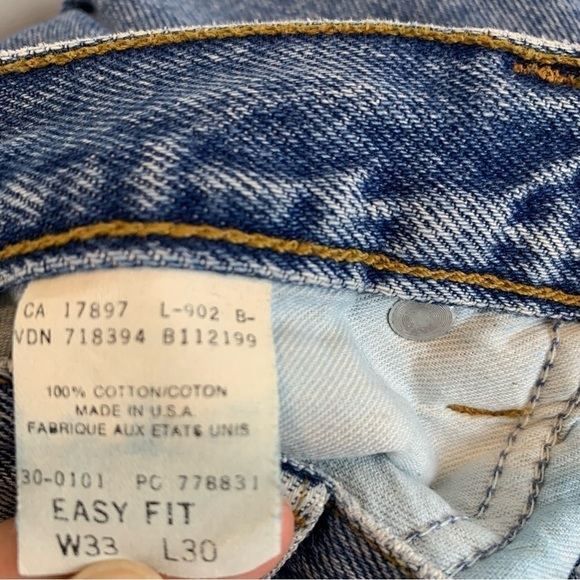 CA 17897 L-902 B-
VDN 718394 B112199
100% COTTON/COTON
MADE IN U.S.A.
FABRIQUE AUX ETATS UNIS
30-0101 PC 778831
EASY FIT
W33 L30